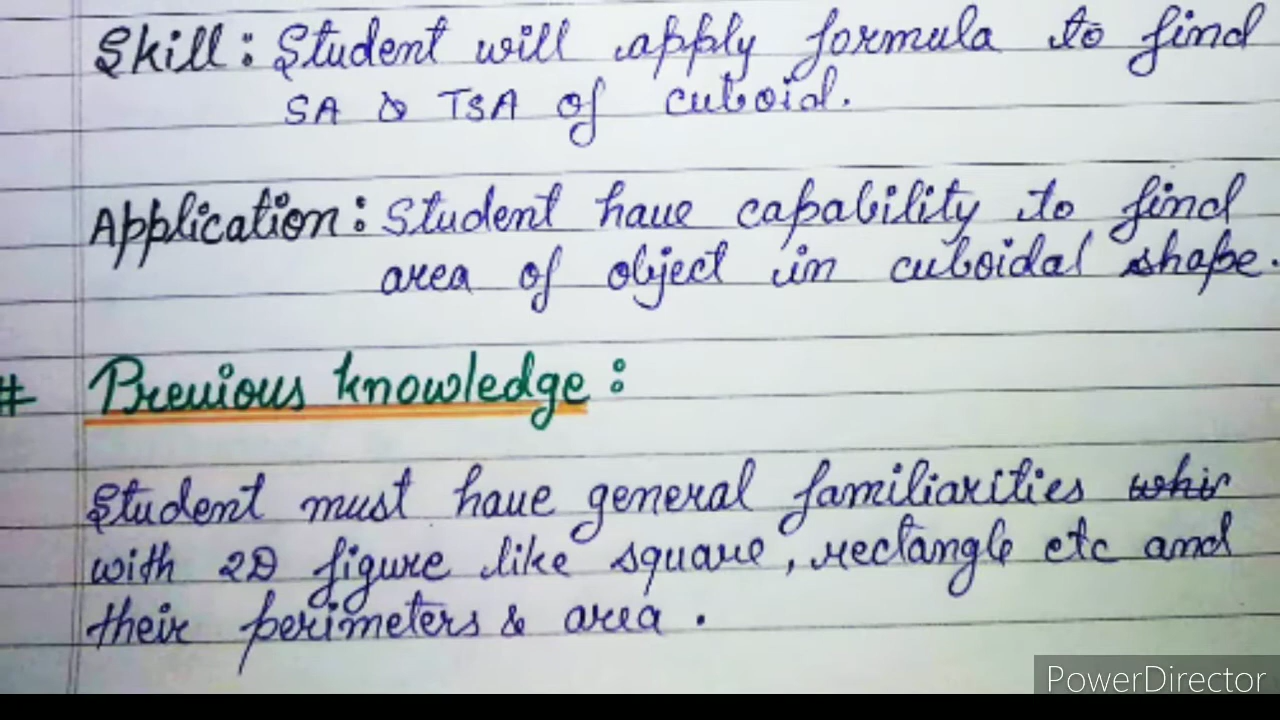 Skill: Student will apply formula to find
SA & TSA of cuboid.
Application: Student have capability to find
area of object in cuboidal shape.
# Previous knowledge:
Student must have general familiarities whir
with 2D figure like square, rectangle etc and
their perimeters & area.
PowerDirector